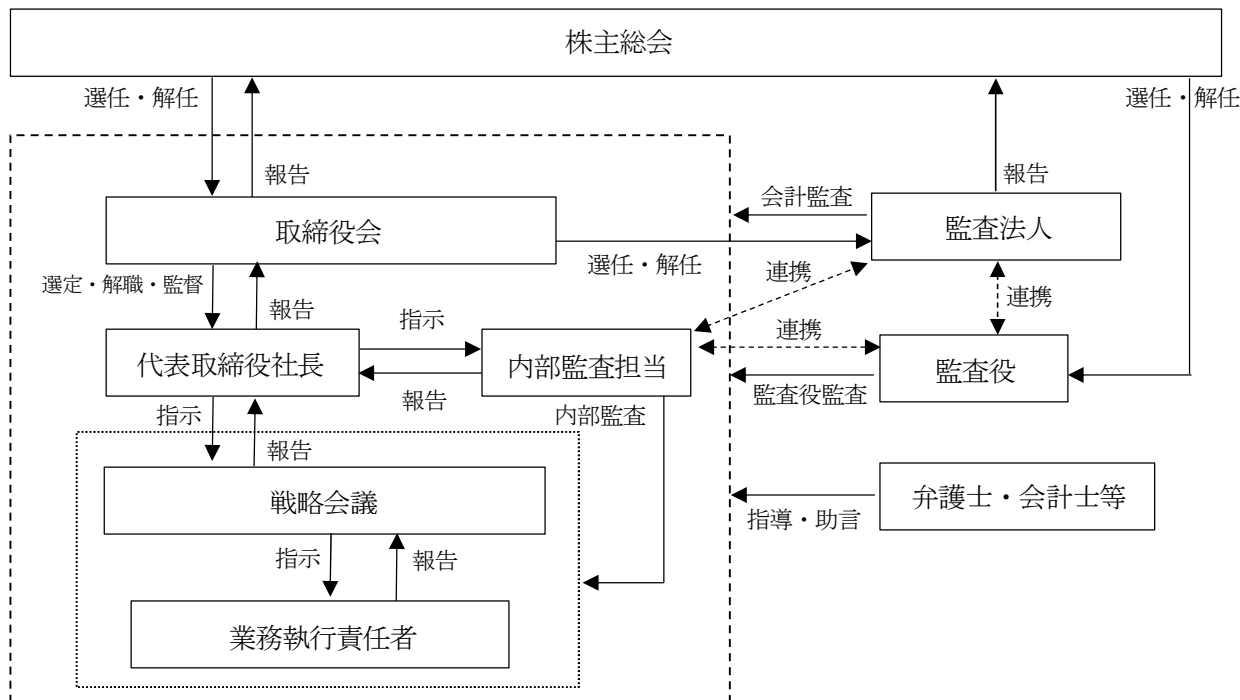 株主総会
選任・解任
選任・解任
報告
報告
会計監査
取締役会
監査法人
選任・解任
連携
選定・解職・監督
報告
連携
指示
連携
代表取締役社長
内部監査担当
監査役
報告
監査役監査
指示
内部監査
報告
戦略会議
弁護士・会計士等
指導・助言
指示
報告
業務執行責任者